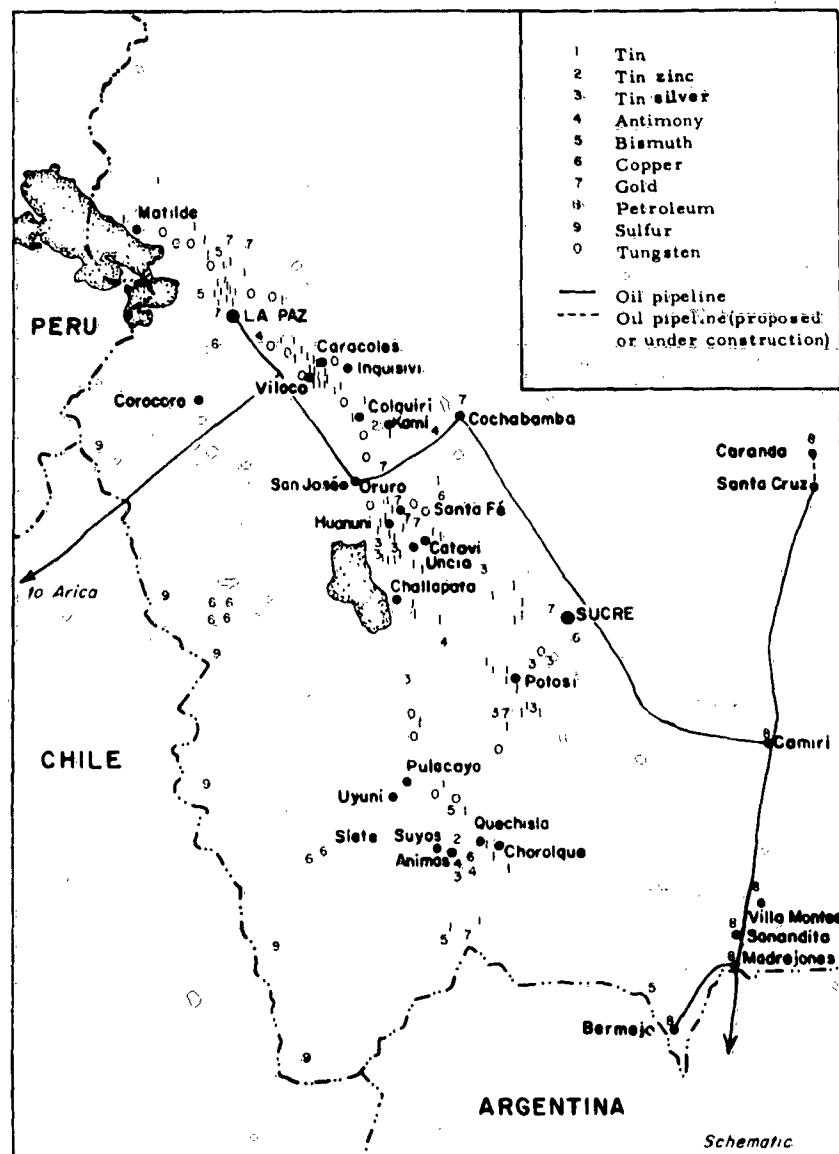 1 Tin
2 Tin zinc
3 Tin silver
4 Antimony
5 Bismuth
6 Copper
7 Gold
8 Petroleum
9 Sulfur
0 Tungsten
Oil pipeline
Oil pipeline(proposed
or under construction)
Matilde
PERU
LA PAZ
Caracoles
Inquisivi
Viloco
Corocoro
Colquiri
Kami
Cochabamba
Caranda
Santa Cruz
San José
Oruro
Santa Fé
Huanuni
Catavi
Uncia
to Arica
Challapata
SUCRE
Potosi
CHILE
Camiri
Pulacayo
Uyuni
Quechisla
Siete Suyos
Animas
Chorolque
Villa Montes
Sanandita
Madrejones
Bermejo
ARGENTINA
Schematic